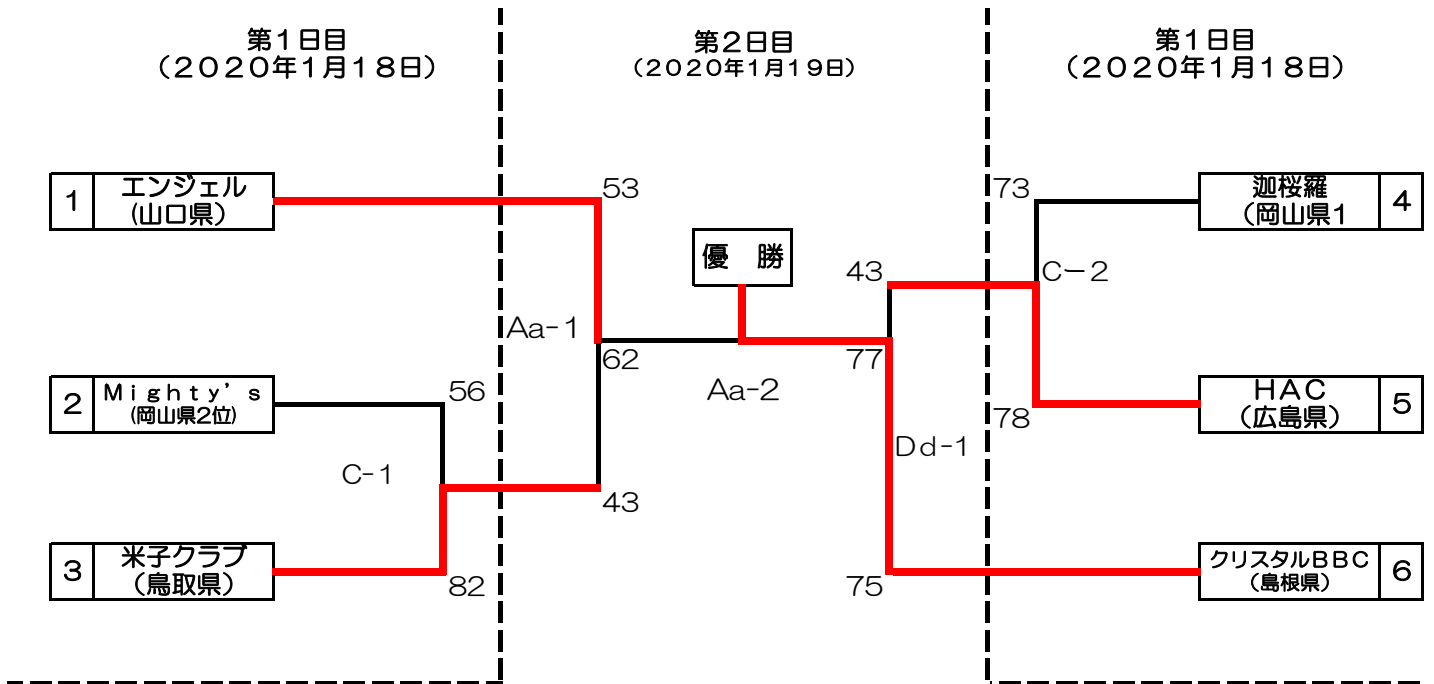 第１日目
（２０２０年１月１８日）
第２日目
（２０２０年１月１９日）
第１日目
（２０２０年１月１８日）
1
エンジェル
(山口県）
53
73
迦桜羅
（岡山県１
4
優　勝
43
C－2
Aa-1
62
77
Aa-2
2
Ｍｉｇｈｔｙ’ｓ
(岡山県2位)
56
78
ＨＡＣ
（広島県）
5
C-1
Dd-1
43
3
米子クラブ
（鳥取県）
82
75
クリスタルＢＢＣ
（島根県）
6